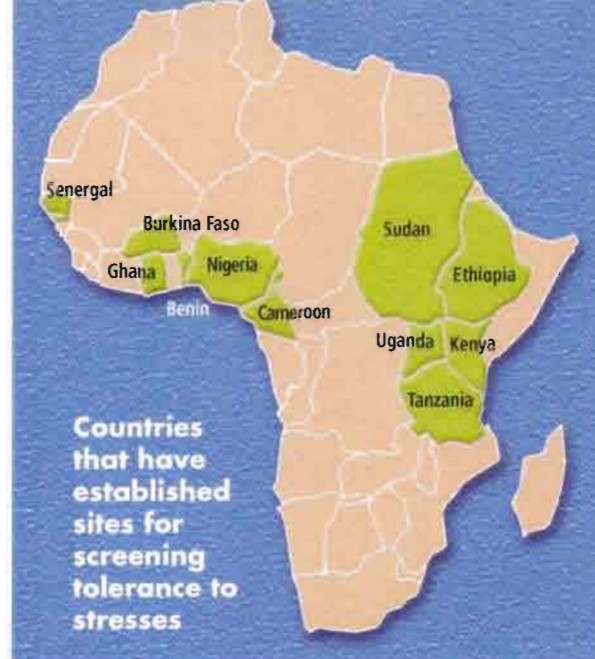 Senergal
Burkina Faso
Sudan
Ghana
Nigeria
Ethiopia
Benin
Cameroon
Uganda
Kenya
Tanzania
Countries
that have
established
sites for
screening
tolerance to
stresses